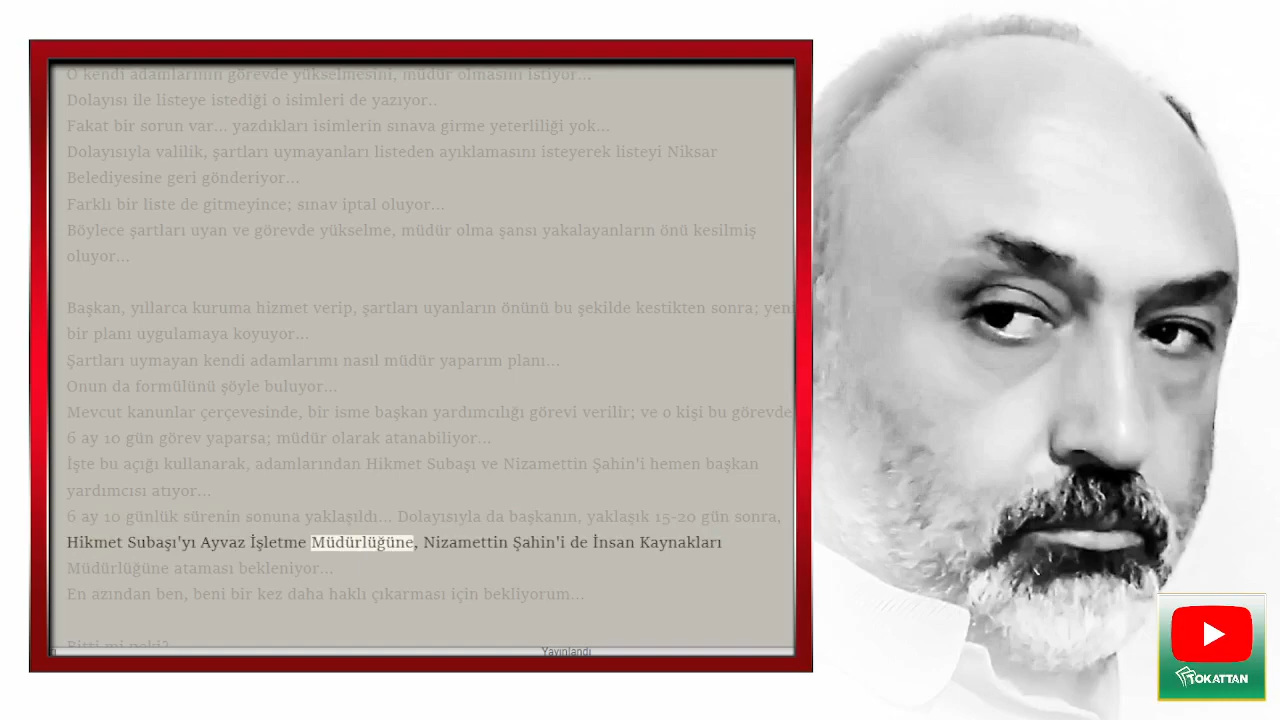 O kendi adamlarının görevde yükselmesini, müdür olmasını istiyor...
Dolayısı ile listeye istediği o isimleri de yazıyor..
Fakat bir sorun var... yazdıkları isimlerin sınava girme yeterliliği yok...
Dolayısıyla valilik, şartları uymayanları listeden ayıklamasını isteyerek listeyi Niksar
Belediyesine geri gönderiyor...
Farklı bir liste de gitmeyince; sınav iptal oluyor...
Böylece şartları uyan ve görevde yükselme, müdür olma şansı yakalayanların önü kesilmiş
oluyor...
Başkan, yıllarca kuruma hizmet verip, şartları uyanların önünü bu şekilde kestikten sonra; yeni
bir planı uygulamaya koyuyor...
Şartları uymayan kendi adamlarımı nasıl müdür yaparım planı...
Onun da formülünü şöyle buluyor...
Mevcut kanunlar çerçevesinde, bir isme başkan yardımcılığı görevi verilir; ve o kişi bu görevde
6 ay 10 gün görev yaparsa; müdür olarak atanabiliyor...
İşte bu açığı kullanarak, adamlarından Hikmet Subaşı ve Nizamettin Şahin'i hemen başkan
yardımcısı atıyor...
6 ay 10 günlük sürenin sonuna yaklaşıldı... Dolayısıyla da başkanın, yaklaşık 15-20 gün sonra,
Hikmet Subaşı'yı Ayvaz İşletme Müdürlüğüne, Nizamettin Şahin'i de İnsan Kaynakları
Müdürlüğüne ataması bekleniyor...
En azından ben, beni bir kez daha haklı çıkarması için bekliyorum...
Bitti mi peki?
Yayınlandı
TOKATTAN